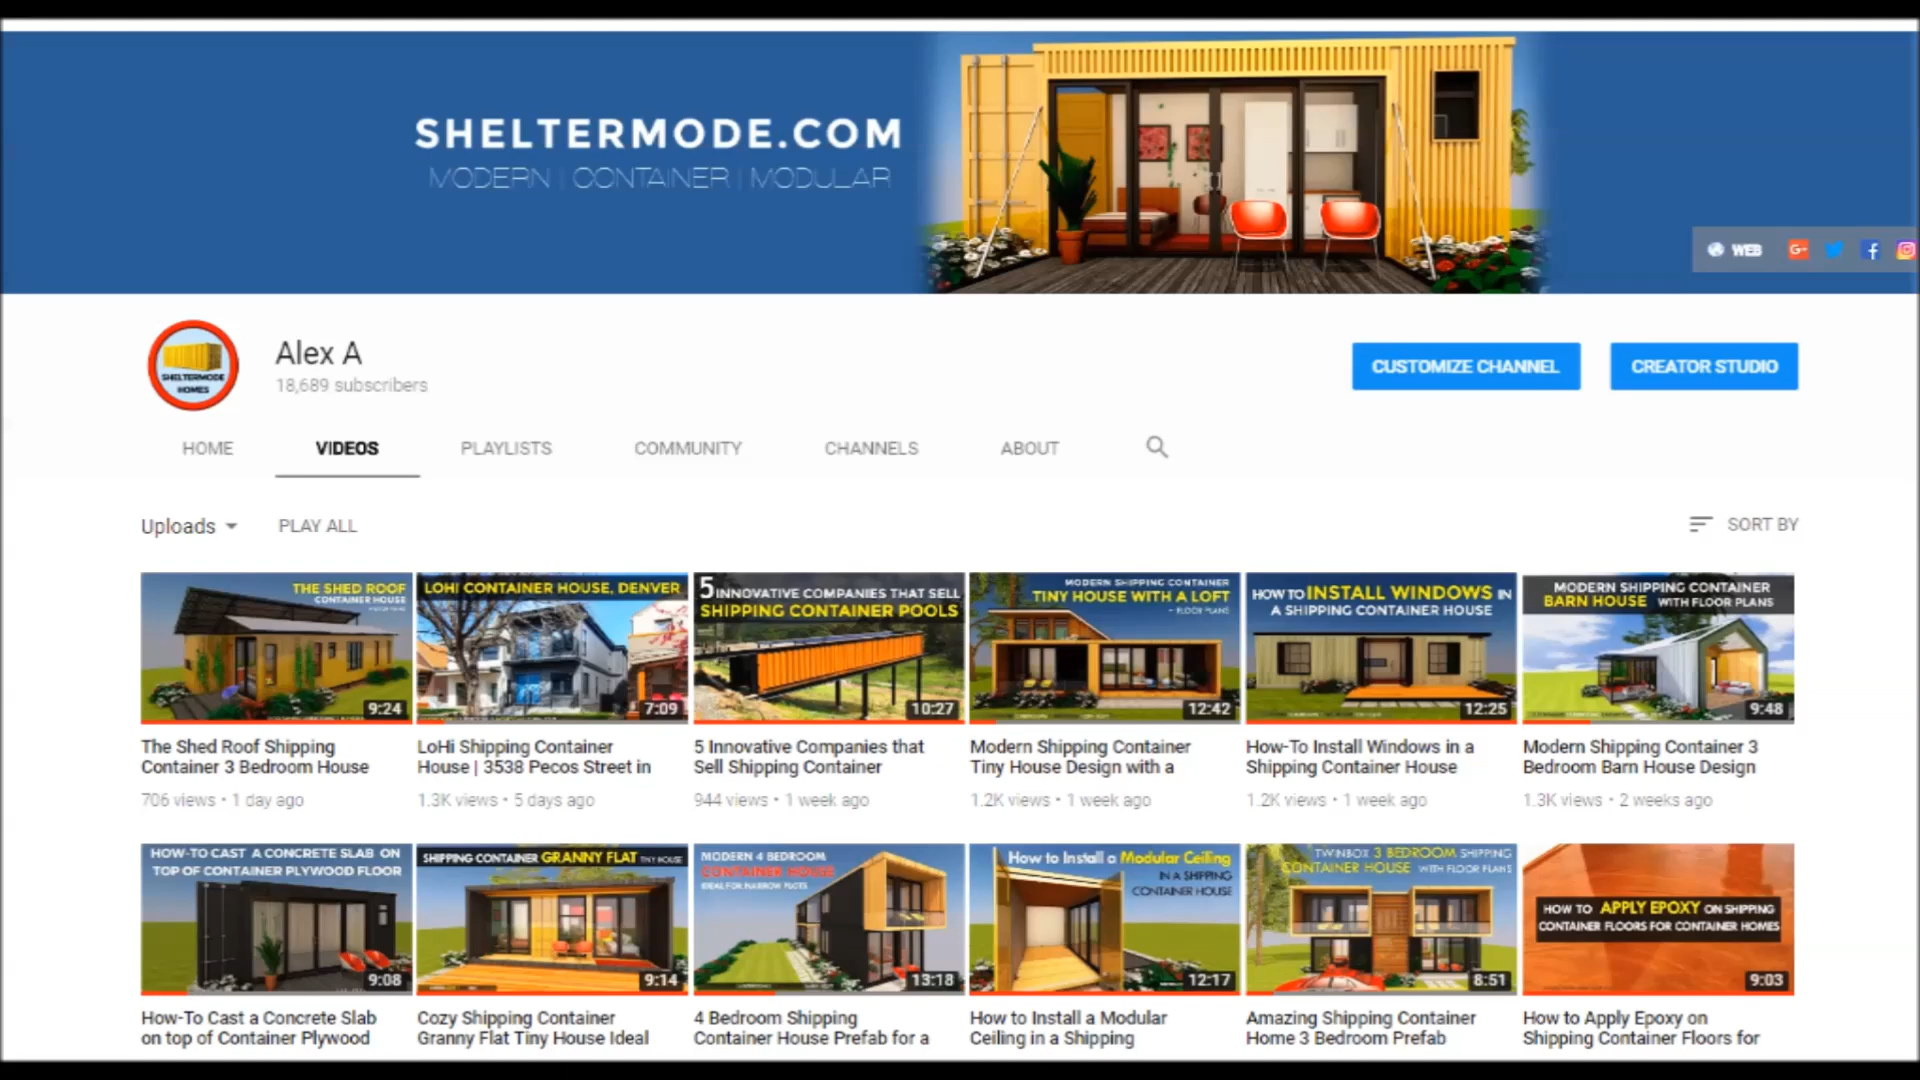 SHELTERMODE.COM
MODERN | CONTAINER | MODULAR
WEB
SHELTERMODE
HOMES
Alex A
18,689 subscribers
CUSTOMIZE CHANNEL
CREATOR STUDIO
HOME
VIDEOS
PLAYLISTS
COMMUNITY
CHANNELS
ABOUT
Uploads
PLAY ALL
SORT BY
THE SHED ROOF
CONTAINER HOUSE
9:24
LOHI CONTAINER HOUSE, DENVER
7:09
5 INNOVATIVE COMPANIES THAT SELL
SHIPPING CONTAINER POOLS
10:27
MODERN SHIPPING CONTAINER
TINY HOUSE WITH A LOFT
+ FLOOR PLANS
12:42
HOW TO INSTALL WINDOWS IN
A SHIPPING CONTAINER HOUSE
12:25
MODERN SHIPPING CONTAINER
BARN HOUSE WITH FLOOR PLANS
9:48
The Shed Roof Shipping
Container 3 Bedroom House
706 views • 1 day ago
LoHi Shipping Container
House | 3538 Pecos Street in
1.3K views • 5 days ago
5 Innovative Companies that
Sell Shipping Container
944 views • 1 week ago
Modern Shipping Container
Tiny House Design with a
1.2K views • 1 week ago
How-To Install Windows in a
Shipping Container House
1.2K views • 1 week ago
Modern Shipping Container 3
Bedroom Barn House Design
1.3K views • 2 weeks ago
HOW-TO CAST A CONCRETE SLAB ON
TOP OF CONTAINER PLYWOOD FLOOR
9:08
SHIPPING CONTAINER GRANNY FLAT TINY HOUSE
9:14
MODERN 4 BEDROOM
CONTAINER HOUSE
IDEAL FOR NARROW PLOTS
13:18
How to Install a Modular Ceiling
IN A SHIPPING
CONTAINER HOUSE
12:17
TWINBOX 3 BEDROOM SHIPPING
CONTAINER HOUSE WITH FLOOR PLANS
8:51
HOW TO APPLY EPOXY ON SHIPPING
CONTAINER FLOORS FOR CONTAINER HOMES
9:03
How-To Cast a Concrete Slab
on top of Container Plywood
Cozy Shipping Container
Granny Flat Tiny House Ideal
4 Bedroom Shipping
Container House Prefab for a
How to Install a Modular
Ceiling in a Shipping
Amazing Shipping Container
Home 3 Bedroom Prefab
How to Apply Epoxy on
Shipping Container Floors for